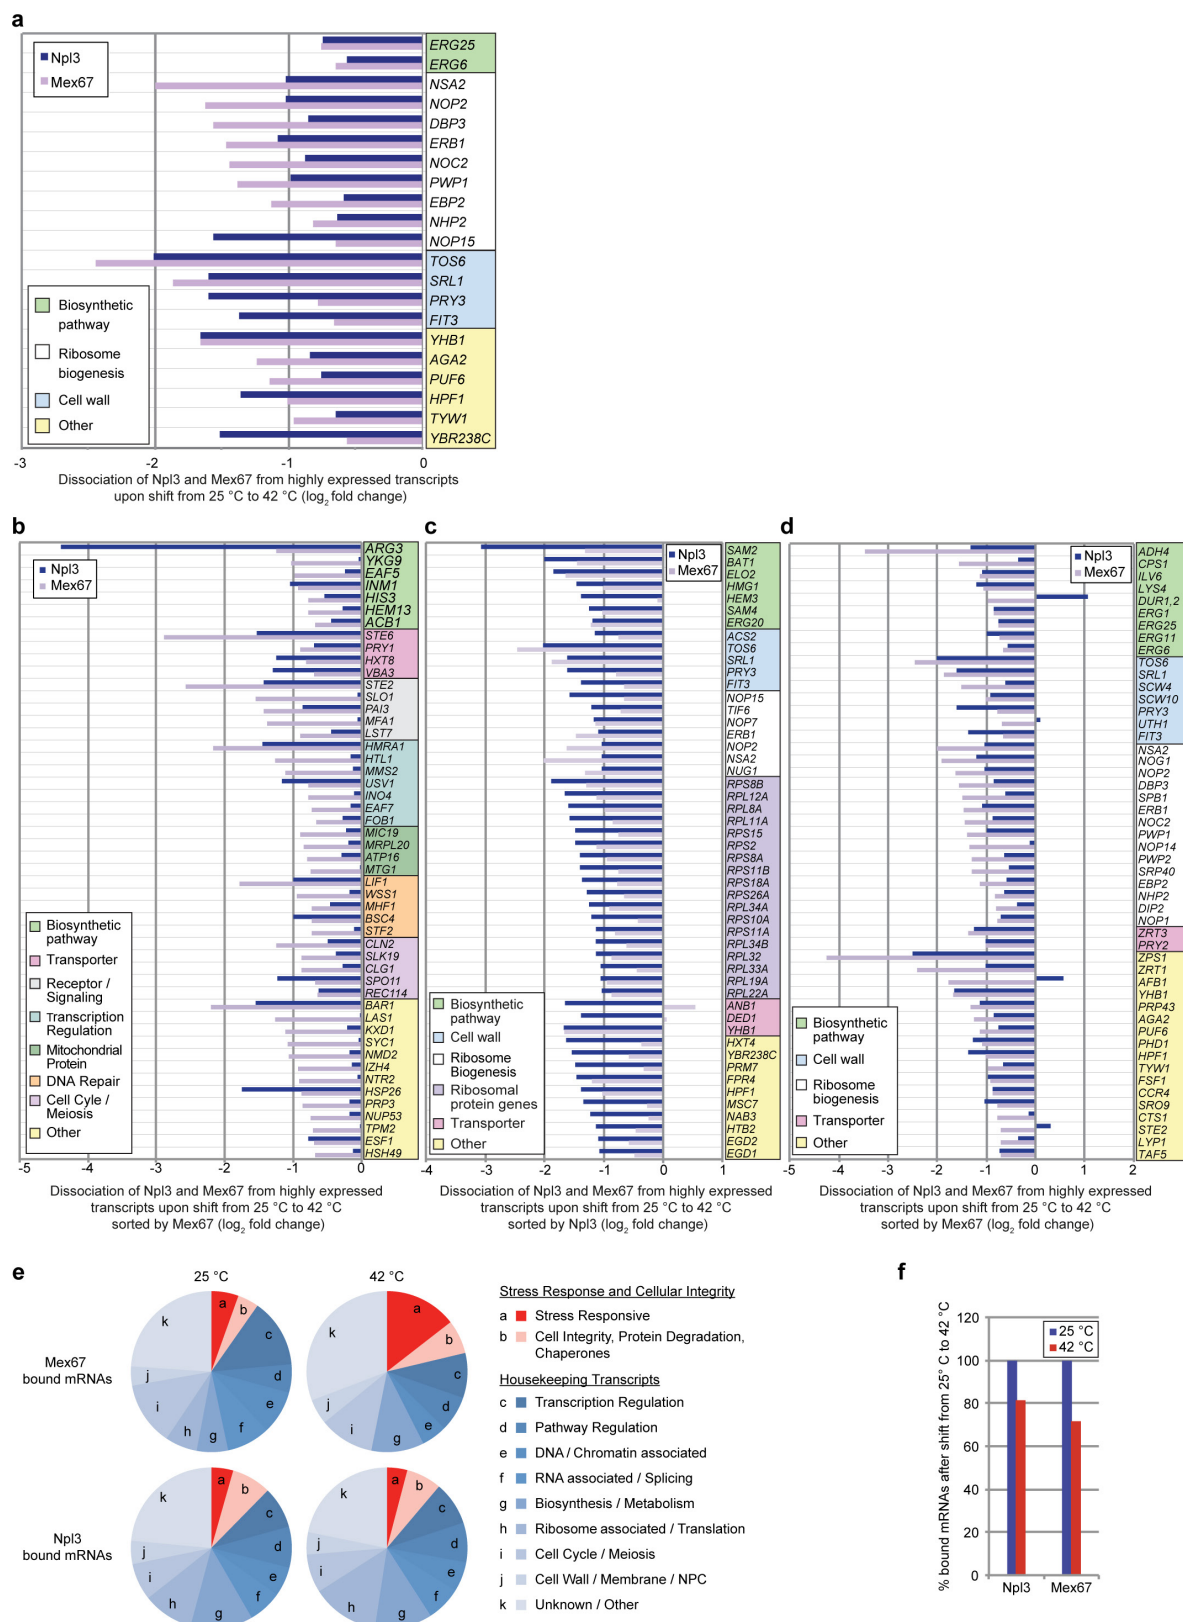 a
Npl3
Mex67
ERG25
ERG6
NSA2
NOP2
DBP3
ERB1
NOC2
PWP1
EBP2
NHP2
NOP15
TOS6
SRL1
PRY3
FIT3
YHB1
AGA2
PUF6
HPF1
TYW1
YBR238C
Biosynthetic
pathway
Ribosome
biogenesis
Cell wall
Other
-3 -2 -1 0
Dissociation of Npl3 and Mex67 from highly expressed transcripts
upon shift from 25 °C to 42 °C (log2 fold change)
b
Npl3
Mex67
ARG3
YKG9
EAF5
INM1
HIS3
HEM13
ACB1
STE6
PRY1
HXT8
VBA3
STE2
SLO1
PAI3
MFA1
LST7
HMRA1
HTL1
MMS2
USV1
INO4
EAF7
FOB1
MIC19
MRPL20
ATP16
MTG1
LIF1
WSS1
MHF1
BSC4
STF2
CLN2
SLK19
CLG1
SPO11
REC114
BAR1
LAS1
KXD1
SYC1
NMD2
IZH4
NTR2
HSP26
PRP3
NUP53
TPM2
ESF1
HSH49
Biosynthetic
pathway
Transporter
Receptor /
Signaling
Transcription
Regulation
Mitochondrial
Protein
DNA Repair
Cell Cyle /
Meiosis
Other
-5 -4 -3 -2 -1 0
Dissociation of Npl3 and Mex67 from highly expressed
transcripts upon shift from 25 °C to 42 °C
sorted by Mex67 (log2 fold change)
c
Npl3
Mex67
SAM2
BAT1
ELO2
HMG1
HEM3
SAM4
ERG20
ACS2
TOS6
SRL1
PRY3
FIT3
NOP15
TIF6
NOP7
ERB1
NOP2
NSA2
NUG1
RPS8B
RPL12A
RPL8A
RPL11A
RPS15
RPS2
RPS8A
RPS11B
RPS18A
RPS26A
RPL34A
RPS10A
RPS11A
RPL34B
RPL32
RPL33A
RPL19A
RPL22A
ANB1
DED1
YHB1
HXT4
YBR238C
PRM7
FPR4
HPF1
MSC7
NAB3
HTB2
EGD2
EGD1
Biosynthetic
pathway
Cell wall
Ribosome
Biogenesis
Ribosomal
protein genes
Transporter
Other
-4 -3 -2 -1 0 1
Dissociation of Npl3 and Mex67 from highly expressed
transcripts upon shift from 25 °C to 42 °C
sorted by Npl3 (log2 fold change)
d
Npl3
Mex67
ADH4
CPS1
ILV6
LYS4
DUR1,2
ERG1
ERG25
ERG11
ERG6
TOS6
SRL1
SCW4
SCW10
PRY3
UTH1
FIT3
NSA2
NOG1
NOP2
DBP3
SPB1
ERB1
NOC2
PWP1
NOP14
PWP2
SRP40
EBP2
NHP2
DIP2
NOP1
ZRT3
PRY2
ZPS1
ZRT1
AFB1
YHB1
PRP43
AGA2
PUF6
PHD1
HPF1
TYW1
FSF1
CCR4
SRO9
CTS1
STE2
LYP1
TAF5
Biosynthetic
pathway
Cell wall
Ribosome
biogenesis
Transporter
Other
-5 -4 -3 -2 -1 0 1 2
Dissociation of Npl3 and Mex67 from highly expressed
transcripts upon shift from 25 °C to 42 °C
sorted by Mex67 (log2 fold change)
e
25 °C 42 °C
Mex67
bound mRNAs
a b c d e f g h i j k
a b c d e g i j k
Npl3
bound mRNAs
a b c d e f g h i j k
a b c d e f g h i j k
Stress Response and Cellular Integrity
a Stress Responsive
b Cell Integrity, Protein Degradation,
Chaperones
Housekeeping Transcripts
c Transcription Regulation
d Pathway Regulation
e DNA / Chromatin associated
f RNA associated / Splicing
g Biosynthesis / Metabolism
h Ribosome associated / Translation
i Cell Cycle / Meiosis
j Cell Wall / Membrane / NPC
k Unknown / Other
f
% bound mRNAs after shift from 25° C to 42 °C
120
100
80
60
40
20
0
25 °C
42 °C
Npl3 Mex67